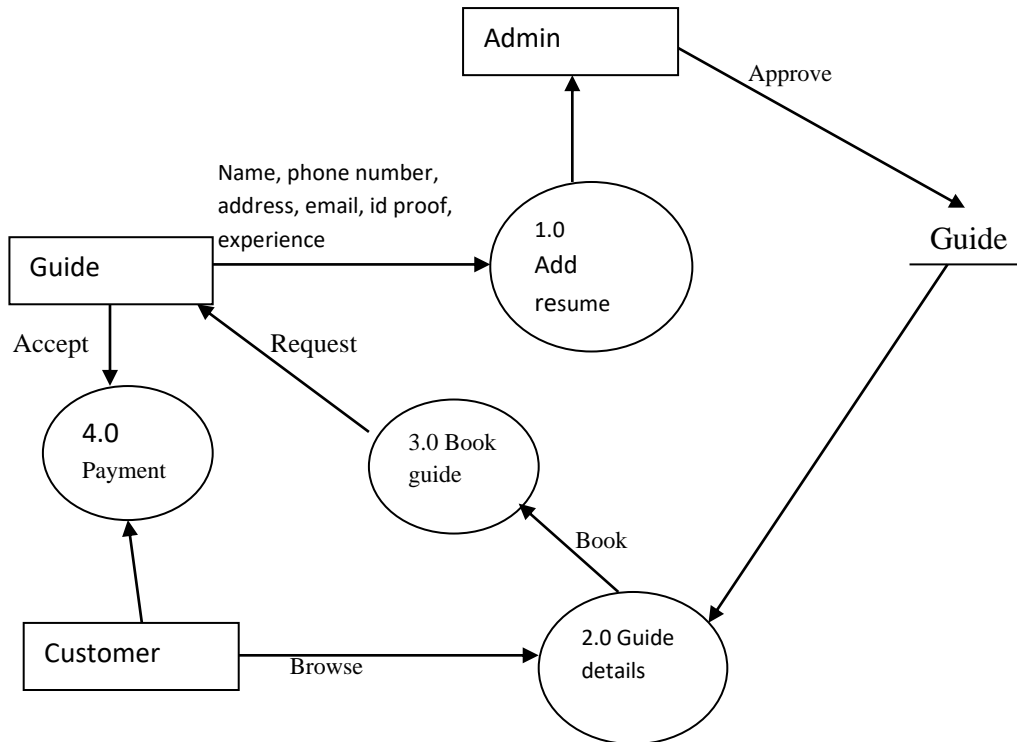 Admin
Approve
Name, phone number,
address, email, id proof,
experience
1.0
Add
resume
Guide
Guide
Accept
Request
4.0
Payment
3.0 Book
guide
Book
Customer
Browse
2.0 Guide
details